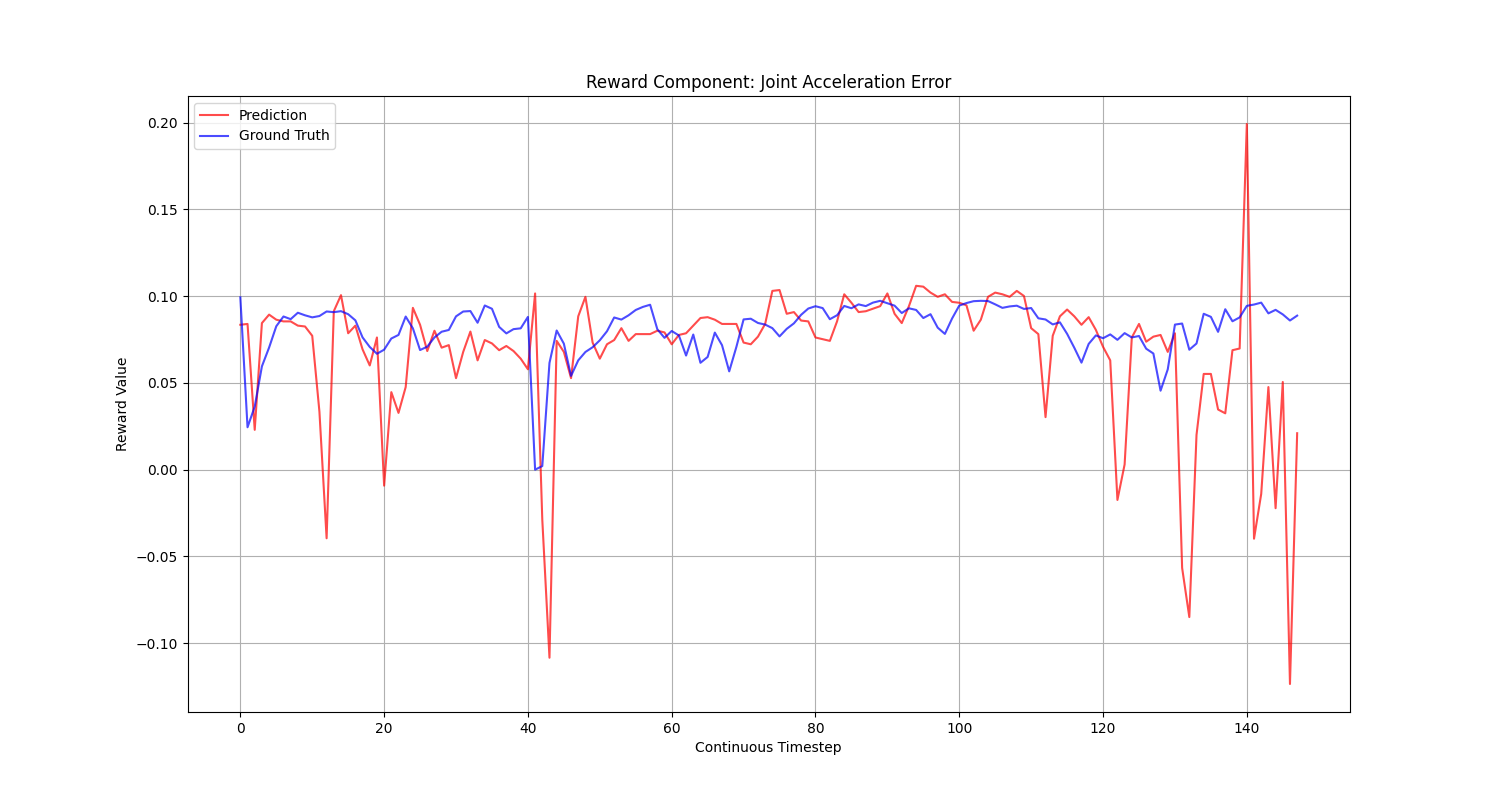 Reward Component: Joint Acceleration Error
Prediction
Ground Truth
0.20
0.15
0.10
0.05
0.00
−0.05
−0.10
Reward Value
0 20 40 60 80 100 120 140
Continuous Timestep